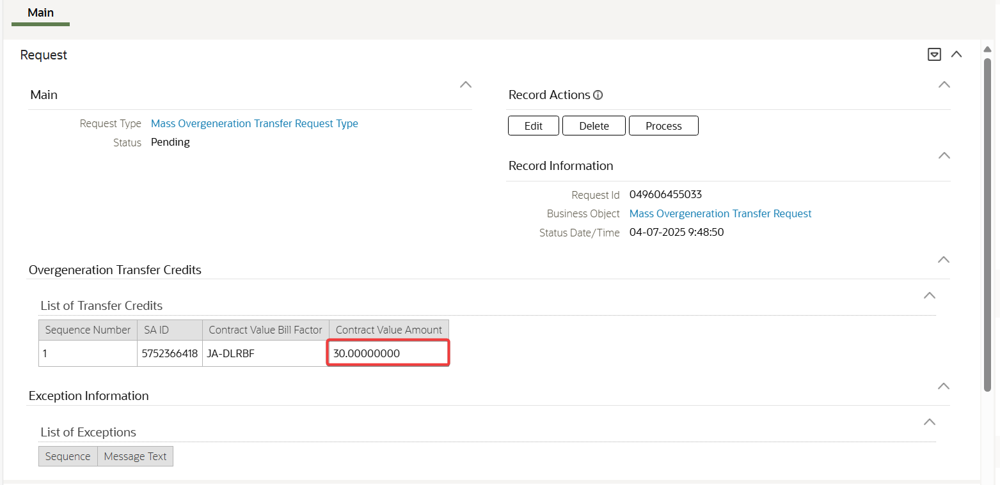 Main
Request
Main
Request Type Mass Overgeneration Transfer Request Type
Status Pending
Record Actions
Edit Delete Process
Record Information
Request Id 049606455033
Business Object Mass Overgeneration Transfer Request
Status Date/Time 04-07-2025 9:48:50
Overgeneration Transfer Credits
List of Transfer Credits
Sequence Number SA ID Contract Value Bill Factor Contract Value Amount
1 5752366418 JA-DLRBF 30.00000000
Exception Information
List of Exceptions
Sequence Message Text